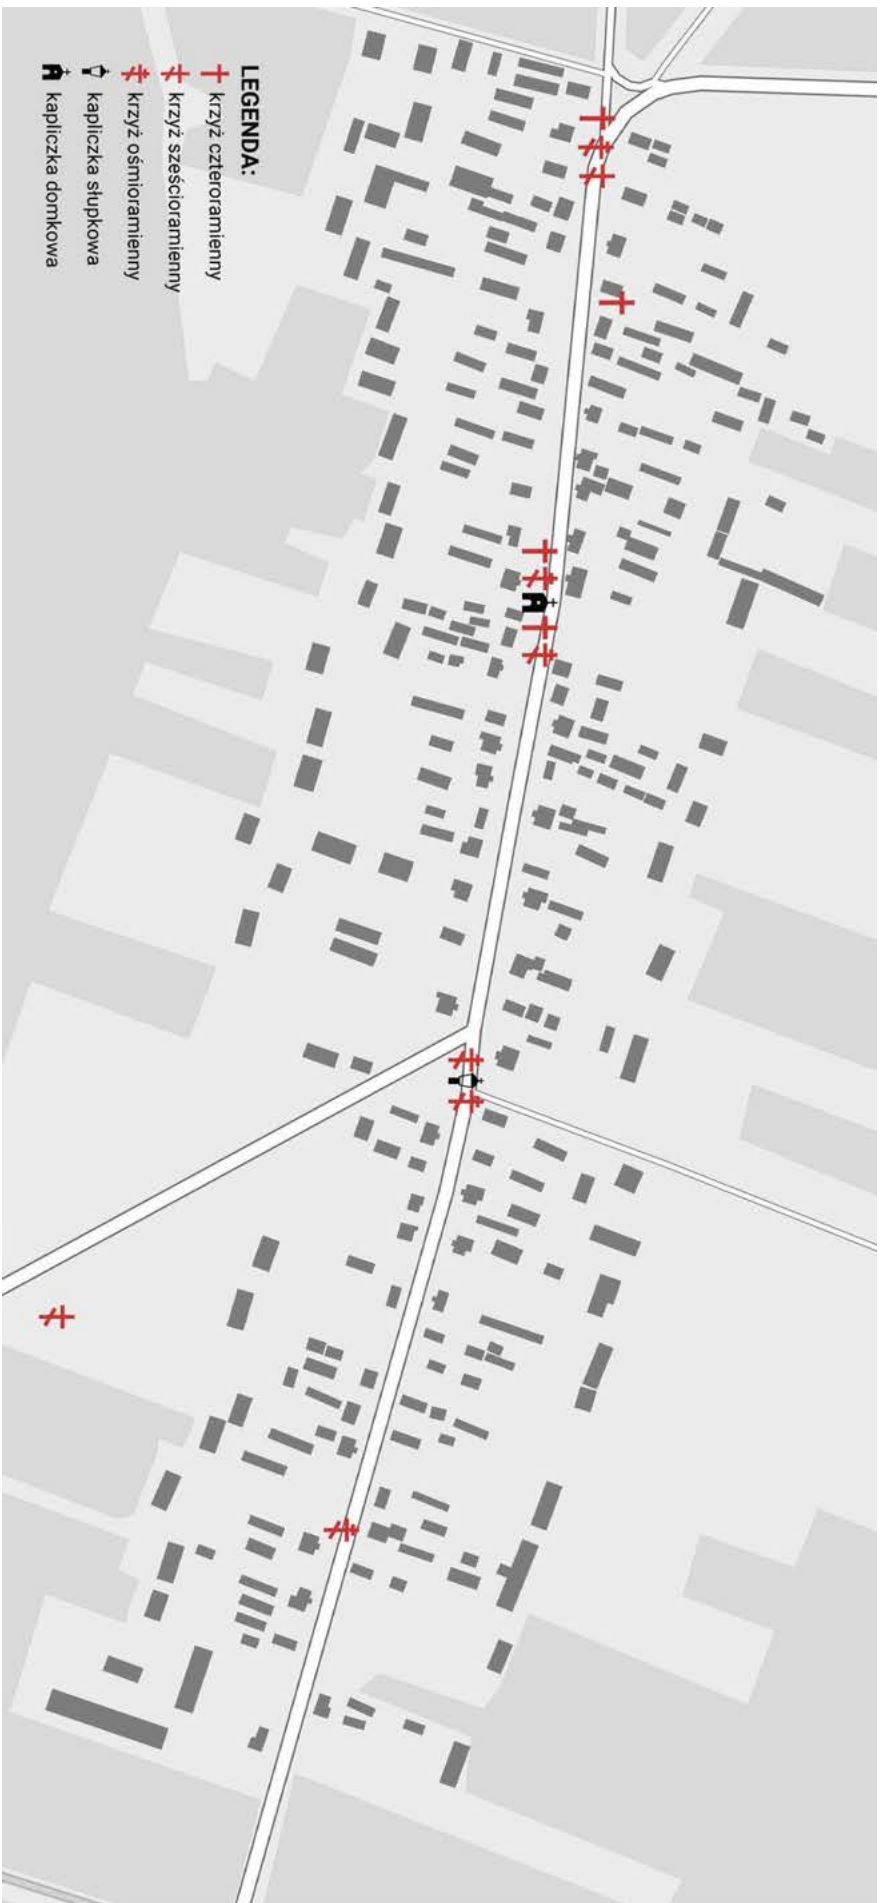 LEGENDA:
krzyż czteroramienny
krzyż sześcioramienny
krzyż ośmioramienny
kapliczka słupkowa
kapliczka domkowa